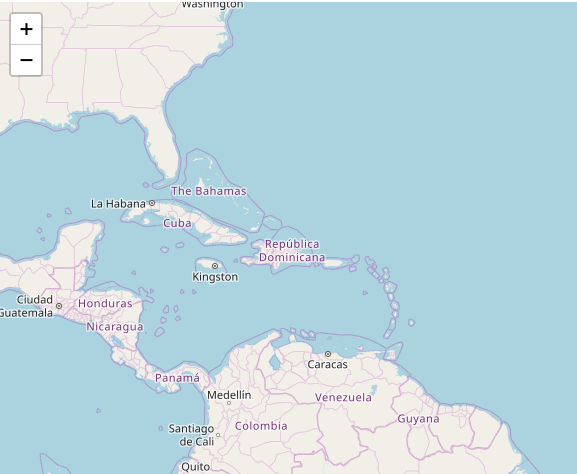 Washington
+
−
The Bahamas
La Habana
Cuba
República
Dominicana
Kingston
Ciudad
Guatemala
Honduras
Nicaragua
Caracas
Panamá
Medellín
Venezuela
Guyana
Santiago
de Cali
Colombia
Quito